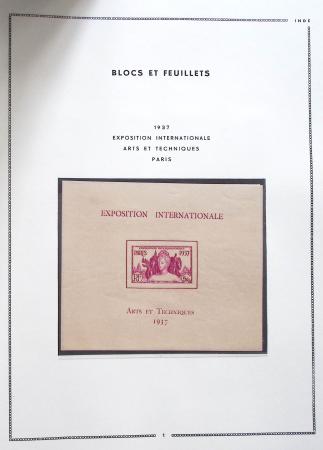 INDE
BLOCS ET FEUILLETS
1937
EXPOSITION INTERNATIONALE
ARTS ET TECHNIQUES
PARIS
EXPOSITION INTERNATIONALE
PARIS 1937
ARTS ET TECHNIQUES
1937
1